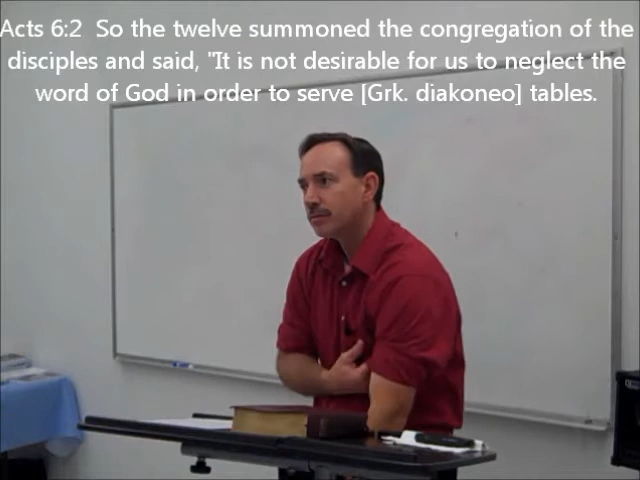 Acts 6:2  So the twelve summoned the congregation of the
disciples and said, "It is not desirable for us to neglect the
word of God in order to serve [Grk. diakoneo] tables.